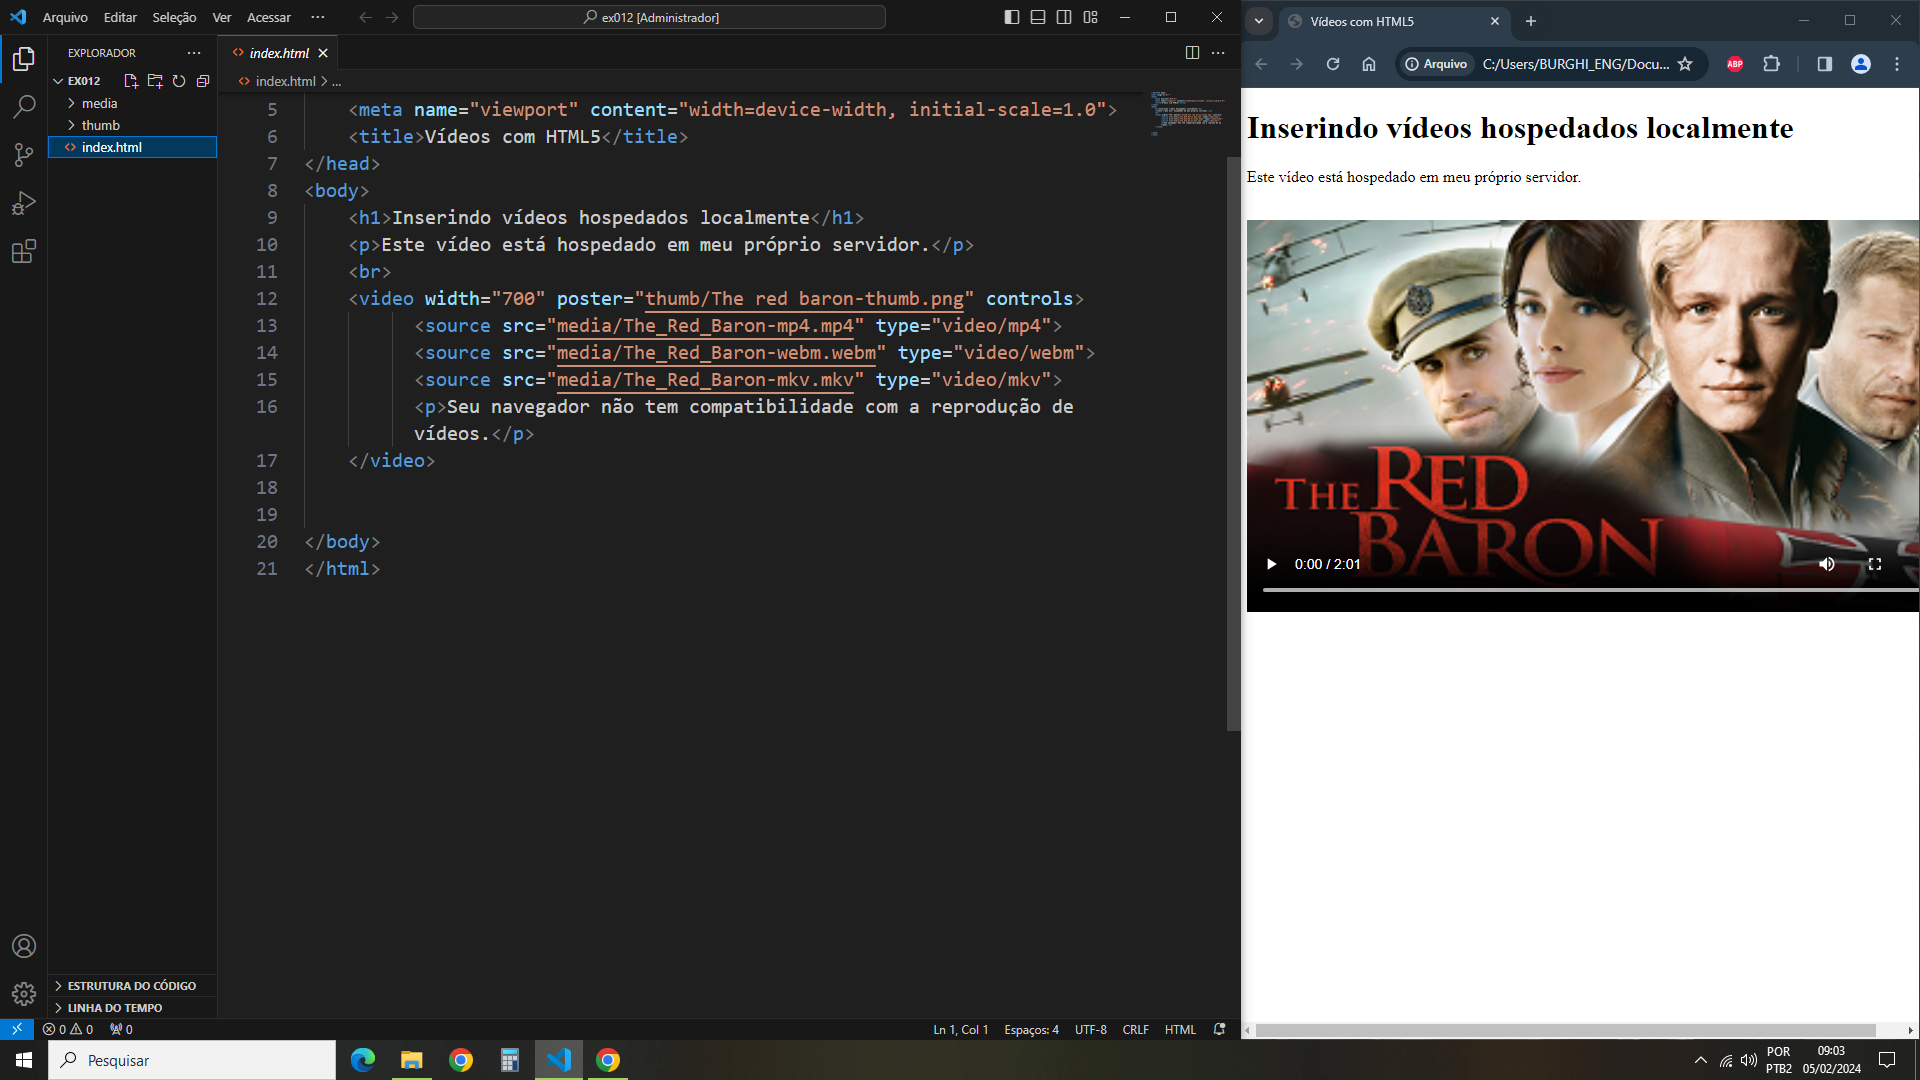 Arquivo Editar Seleção Ver Acessar ···
ex012 [Administrador]
EXPLORADOR
EX012
media
thumb
index.html
index.html
index.html > ...
5 <meta name="viewport" content="width=device-width, initial-scale=1.0">
6 <title>Vídeos com HTML5</title>
7 </head>
8 <body>
9 <h1>Inserindo vídeos hospedados localmente</h1>
10 <p>Este vídeo está hospedado em meu próprio servidor.</p>
11 <br>
12 <video width="700" poster="thumb/The red baron-thumb.png" controls>
13 <source src="media/The_Red_Baron-mp4.mp4" type="video/mp4">
14 <source src="media/The_Red_Baron-webm.webm" type="video/webm">
15 <source src="media/The_Red_Baron-mkv.mkv" type="video/mkv">
16 <p>Seu navegador não tem compatibilidade com a reprodução de
vídeos.</p>
17 </video>
18
19
20 </body>
21 </html>
ESTRUTURA DO CÓDIGO
LINHA DO TEMPO
0 0 0
Ln 1, Col 1 Espaços: 4 UTF-8 CRLF HTML
Vídeos com HTML5
Arquivo C:/Users/BURGHI_ENG/Docu...
ABP
Inserindo vídeos hospedados localmente
Este vídeo está hospedado em meu próprio servidor.
THE RED
BARON
0:00 / 2:01
Pesquisar
POR
PTB2
09:03
05/02/2024